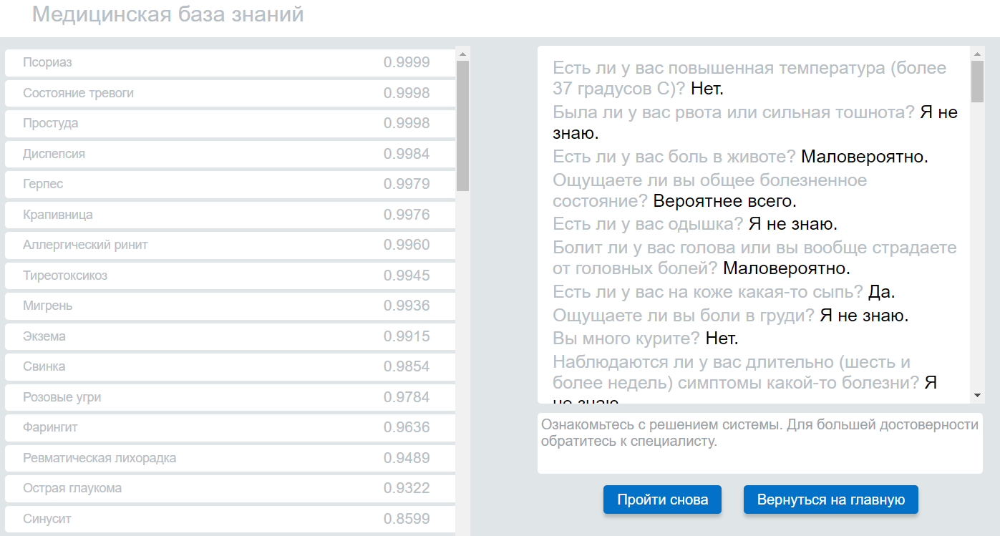 Медицинская база знаний
Псориаз 0.9999
Состояние тревоги 0.9998
Простуда 0.9998
Диспепсия 0.9984
Герпес 0.9979
Крапивница 0.9976
Аллергический ринит 0.9960
Тиреотоксикоз 0.9945
Мигрень 0.9936
Экзема 0.9915
Свинка 0.9854
Розовые угри 0.9784
Фарингит 0.9636
Ревматическая лихорадка 0.9489
Острая глаукома 0.9322
Синусит 0.8599
Есть ли у вас повышенная температура (более
37 градусов С)? Нет.
Была ли у вас рвота или сильная тошнота? Я не
знаю.
Есть ли у вас боль в животе? Маловероятно.
Ощущаете ли вы общее болезненное
состояние? Вероятнее всего.
Есть ли у вас одышка? Я не знаю.
Болит ли у вас голова или вы вообще страдаете
от головных болей? Маловероятно.
Есть ли у вас на коже какая-то сыпь? Да.
Ощущаете ли вы боли в груди? Я не знаю.
Вы много курите? Нет.
Наблюдаются ли у вас длительно (шесть и
более недель) симптомы какой-то болезни? Я
не знаю.
Ознакомьтесь с решением системы. Для большей достоверности
обратитесь к специалисту.
Пройти снова
Вернуться на главную